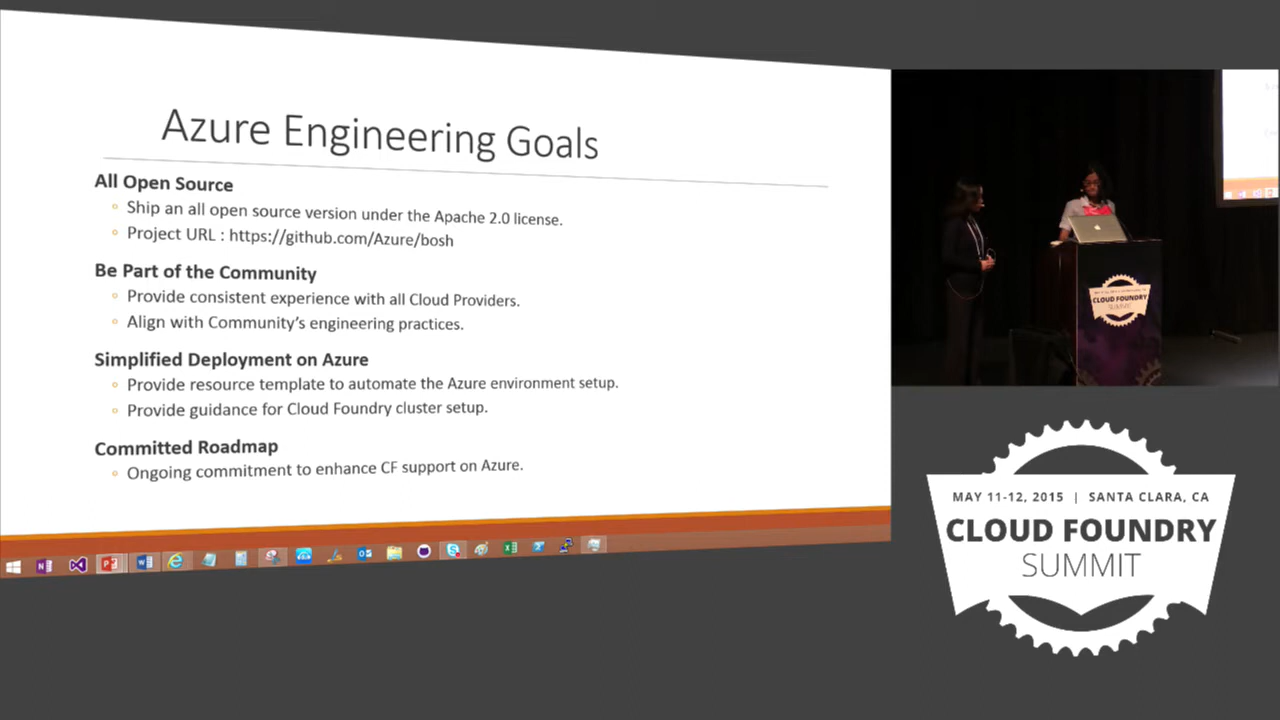 Azure Engineering Goals
All Open Source
Ship an all open source version under the Apache 2.0 license.
Project URL : https://github.com/Azure/bosh
Be Part of the Community
Provide consistent experience with all Cloud Providers.
Align with Community's engineering practices.
Simplified Deployment on Azure
Provide resource template to automate the Azure environment setup.
Provide guidance for Cloud Foundry cluster setup.
Committed Roadmap
Ongoing commitment to enhance CF support on Azure.
CLOUD FOUNDRY
SUMMIT
MAY 11-12, 2015 | SANTA CLARA, CA
CLOUD FOUNDRY
SUMMIT